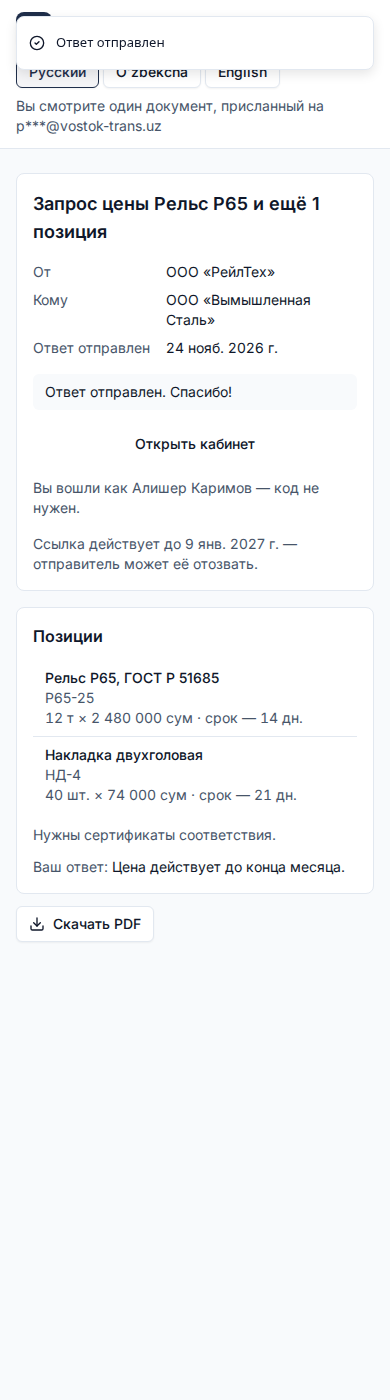 Ответ отправлен
Русский
O'zbekcha
English
Вы смотрите один документ, присланный на
p***@vostok-trans.uz
Запрос цены Рельс Р65 и ещё 1
позиция
От
ООО «РейлТех»
Кому
ООО «Вымышленная
Сталь»
Ответ отправлен
24 нояб. 2026 г.
Ответ отправлен. Спасибо!
Открыть кабинет
Вы вошли как Алишер Каримов — код не
нужен.
Ссылка действует до 9 янв. 2027 г. —
отправитель может её отозвать.
Позиции
Рельс Р65, ГОСТ Р 51685
Р65-25
12 т × 2 480 000 сум · срок — 14 дн.
Накладка двухголовая
НД-4
40 шт. × 74 000 сум · срок — 21 дн.
Нужны сертификаты соответствия.
Ваш ответ: Цена действует до конца месяца.
Скачать PDF